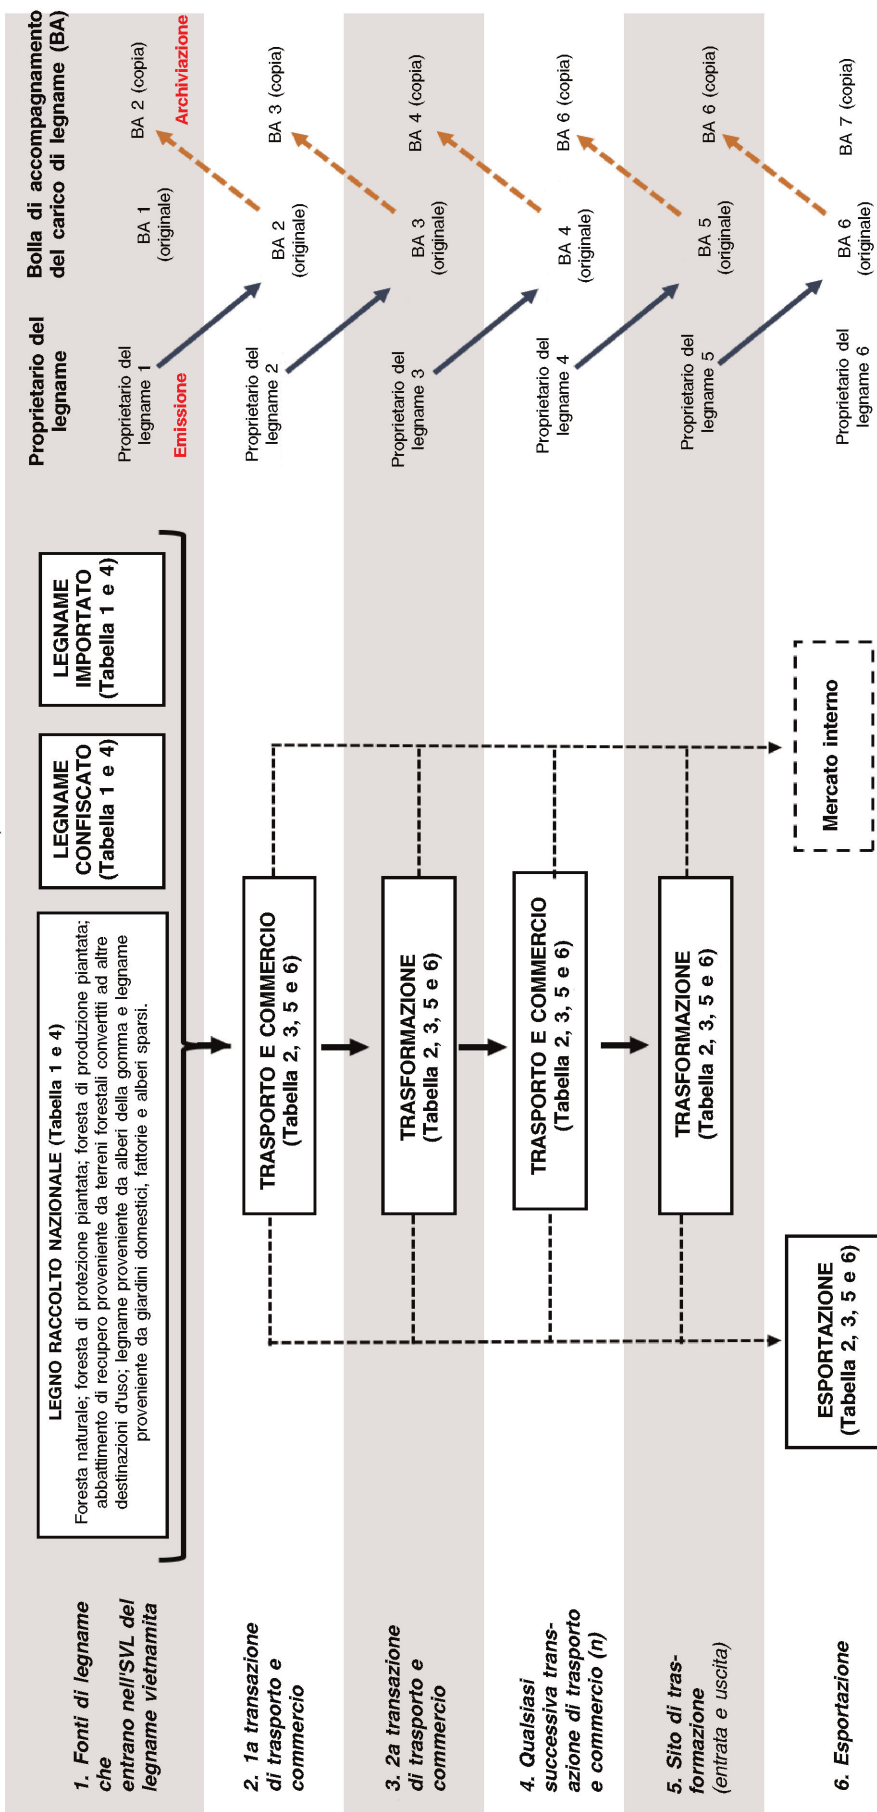 Proprietario del
legname
Bolla di accompagnamento
del carico di legname (BA)
1. Fonti di legname
che
entrano nell'SVL del
legname vietnamita
LEGNO RACCOLTO NAZIONALE (Tabella 1 e 4)
Foresta naturale; foresta di protezione piantata; foresta di produzione piantata;
abbattimento di recupero proveniente da terreni forestali convertiti ad altre
destinazioni d'uso; legname proveniente da alberi della gomma e legname
proveniente da giardini domestici, fattorie e alberi sparsi.
LEGNAME
CONFISCATO
(Tabella 1 e 4)
LEGNAME
IMPORTATO
(Tabella 1 e 4)
Proprietario del
legname 1
Emissione
BA 1
(originale)
BA 2 (copia)
Archiviazione
2. 1a transazione
di trasporto e
commercio
TRASPORTO E COMMERCIO
(Tabella 2, 3, 5 e 6)
Proprietario del
legname 2
BA 2
(originale)
BA 3 (copia)
3. 2a transazione
di trasporto e
commercio
TRASFORMAZIONE
(Tabella 2, 3, 5 e 6)
Proprietario del
legname 3
BA 3
(originale)
BA 4 (copia)
4. Qualsiasi
successiva trans-
azione di trasporto
e commercio (n)
TRASPORTO E COMMERCIO
(Tabella 2, 3, 5 e 6)
Proprietario del
legname 4
BA 4
(originale)
BA 6 (copia)
5. Sito di tras-
formazione
(entrata e uscita)
TRASFORMAZIONE
(Tabella 2, 3, 5 e 6)
Proprietario del
legname 5
BA 5
(originale)
BA 6 (copia)
6. Esportazione
ESPORTAZIONE
(Tabella 2, 3, 5 e 6)
Mercato interno
Proprietario del
legname 6
BA 6
(originale)
BA 7 (copia)